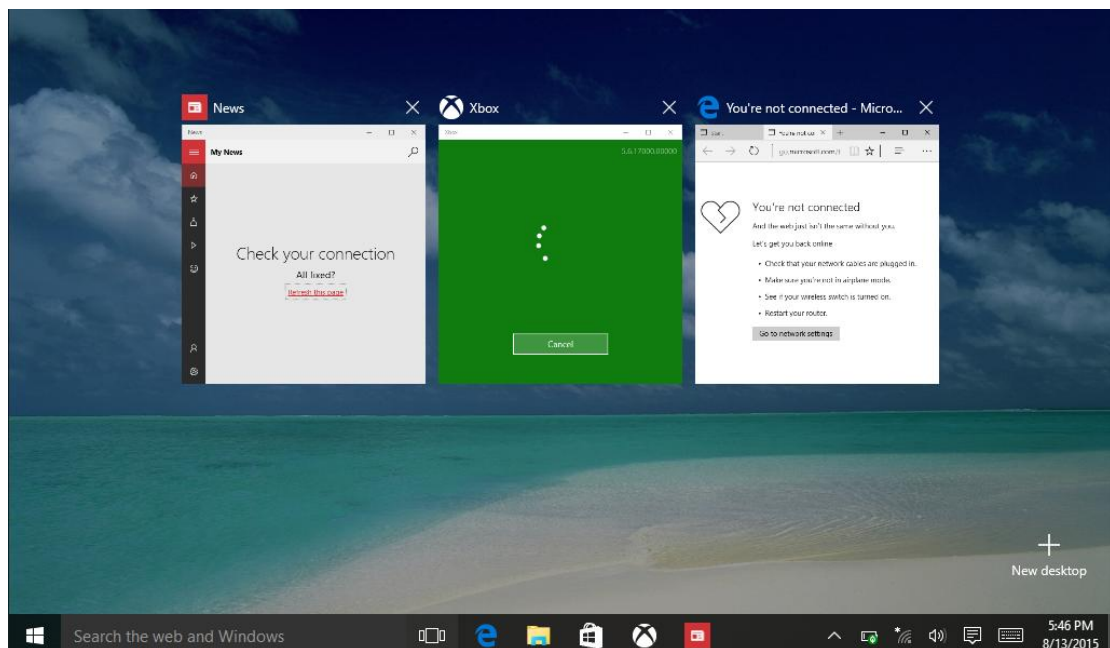 News
Xbox
You're not connected - Micro...
News
My News
Check your connection
All fixed?
Refresh this page
Xbox
5.6.17000.00000
Cancel
You're not connected
And the web just isn't the same without you.
Let's get you back online
• Check that your network cables are plugged in.
• Make sure you're not in airplane mode.
• See if your wireless switch is turned on.
• Restart your router.
Go to network settings
New desktop
Search the web and Windows
5:46 PM
8/13/2015